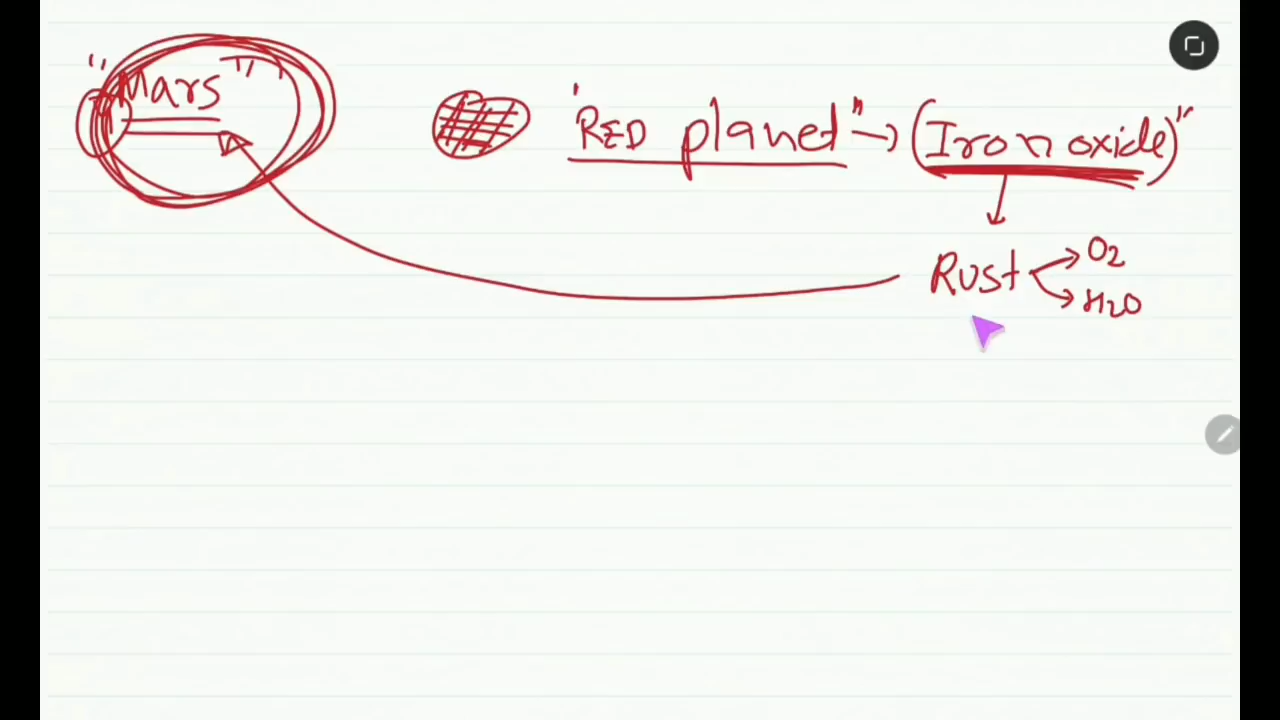 "Mars"
'RED planet" → (Iron oxide)"
Rust → O2
→ H2O